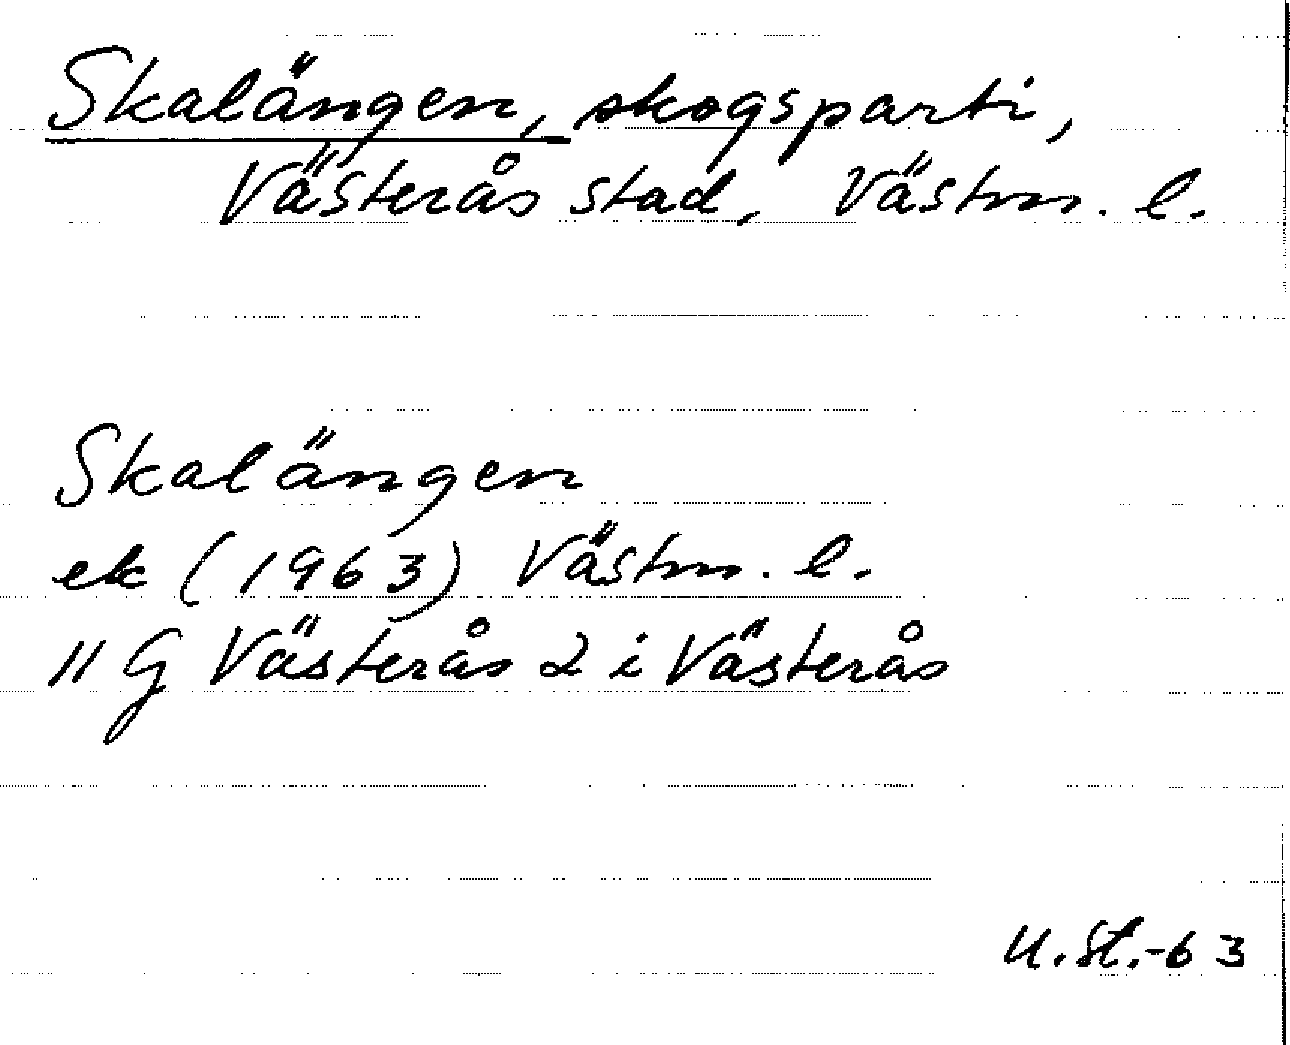 Skalängen, skogsparti,
Västerås stad, Västm. l.
Skalängen
ek (1963) Västm. l.
11 G Västerås 2 i Västerås
U.St.-63